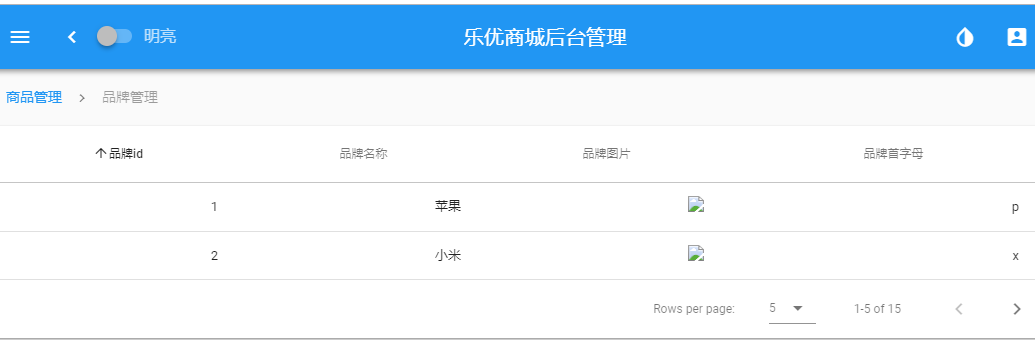 明亮 乐优商城后台管理
商品管理 > 品牌管理
↑品牌id 品牌名称 品牌图片 品牌首字母
1 苹果 p
2 小米 x
Rows per page: 5 1-5 of 15